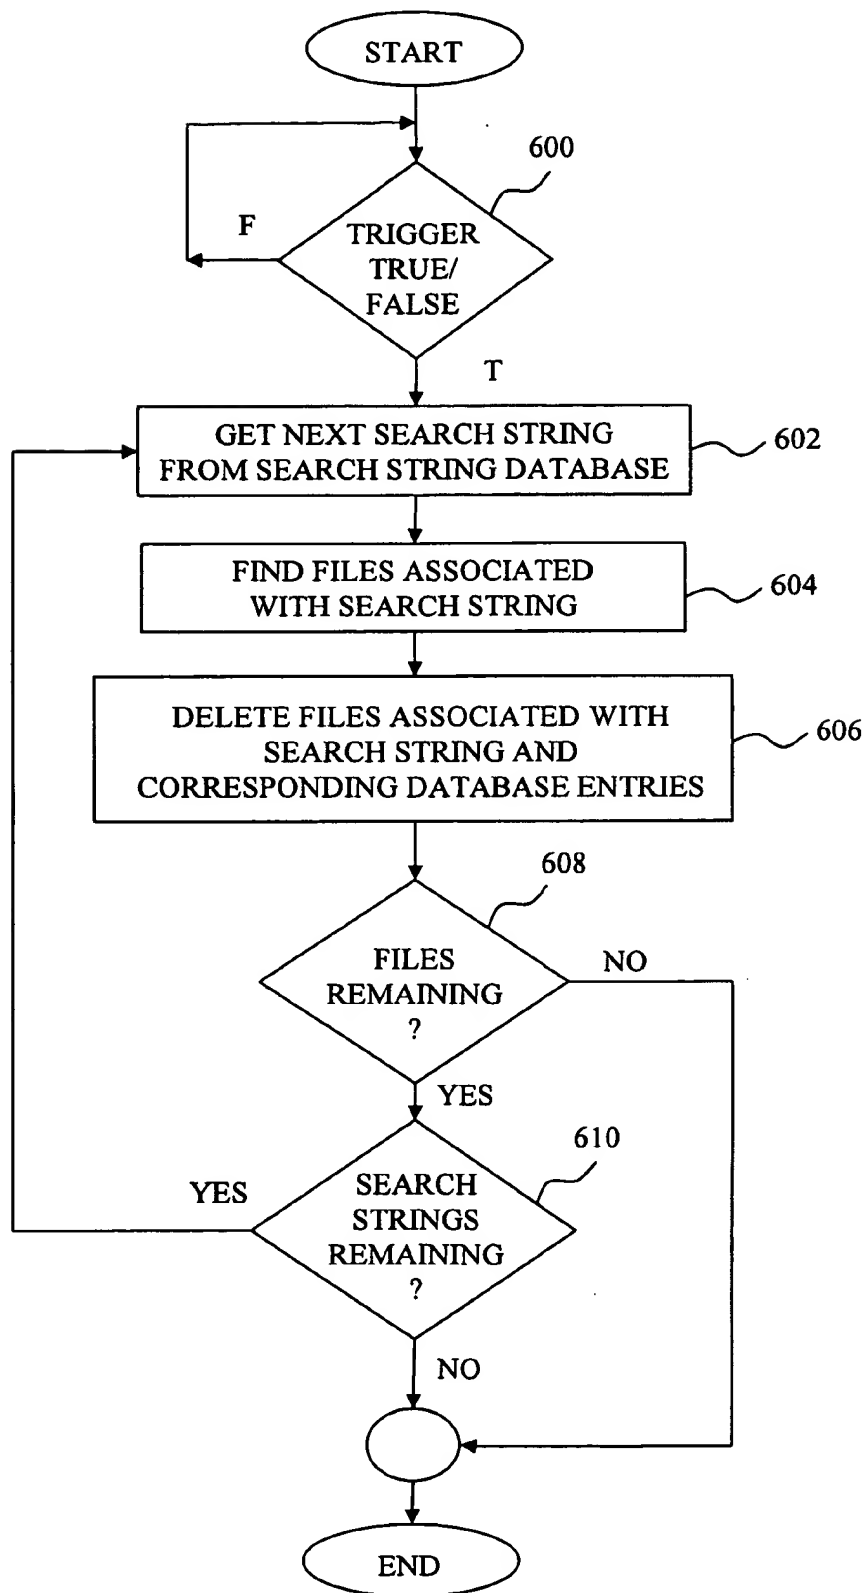 START
600
F
TRIGGER
TRUE/
FALSE
T
GET NEXT SEARCH STRING
FROM SEARCH STRING DATABASE
602
FIND FILES ASSOCIATED
WITH SEARCH STRING
604
DELETE FILES ASSOCIATED WITH
SEARCH STRING AND
CORRESPONDING DATABASE ENTRIES
606
608
FILES
REMAINING
?
NO
YES
610
YES
SEARCH
STRINGS
REMAINING
?
NO
END